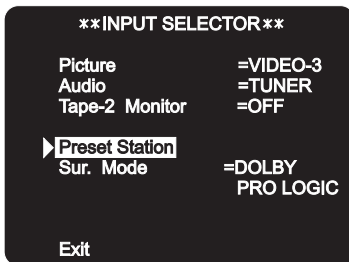 **INPUT SELECTOR**
Picture =VIDEO-3
Audio =TUNER
Tape-2 Monitor =OFF
Preset Station
Sur. Mode =DOLBY
PRO LOGIC
Exit